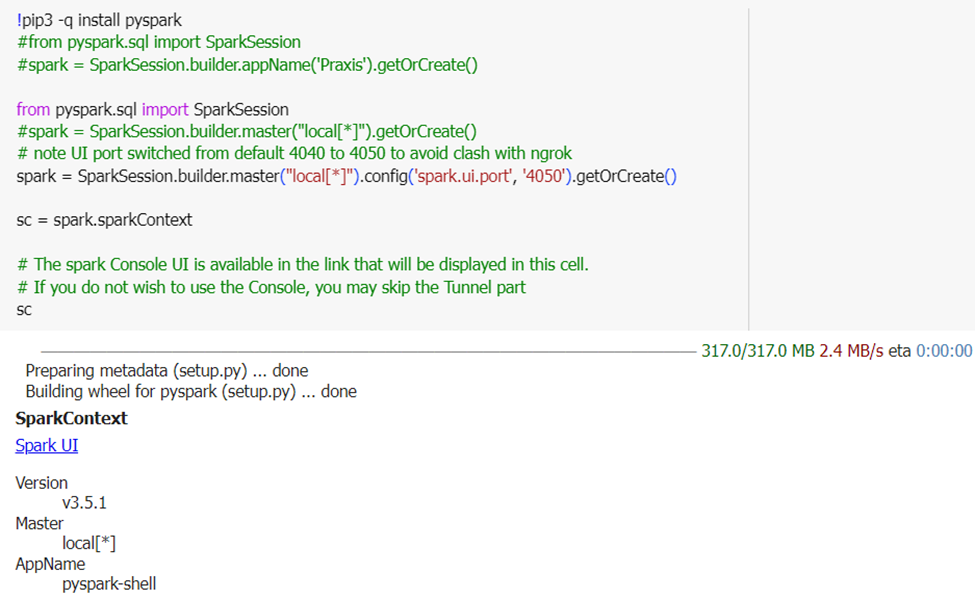 !pip3 -q install pyspark
#from pyspark.sql import SparkSession
#spark = SparkSession.builder.appName('Praxis').getOrCreate()
from pyspark.sql import SparkSession
#spark = SparkSession.builder.master("local[*]").getOrCreate()
# note UI port switched from default 4040 to 4050 to avoid clash with ngrok
spark = SparkSession.builder.master("local[*]").config('spark.ui.port', '4050').getOrCreate()
sc = spark.sparkContext
# The spark Console UI is available in the link that will be displayed in this cell.
# If you do not wish to use the Console, you may skip the Tunnel part
sc
317.0/317.0 MB 2.4 MB/s eta 0:00:00
Preparing metadata (setup.py) ... done
Building wheel for pyspark (setup.py) ... done
SparkContext
Spark UI
Version
v3.5.1
Master
local[*]
AppName
pyspark-shell